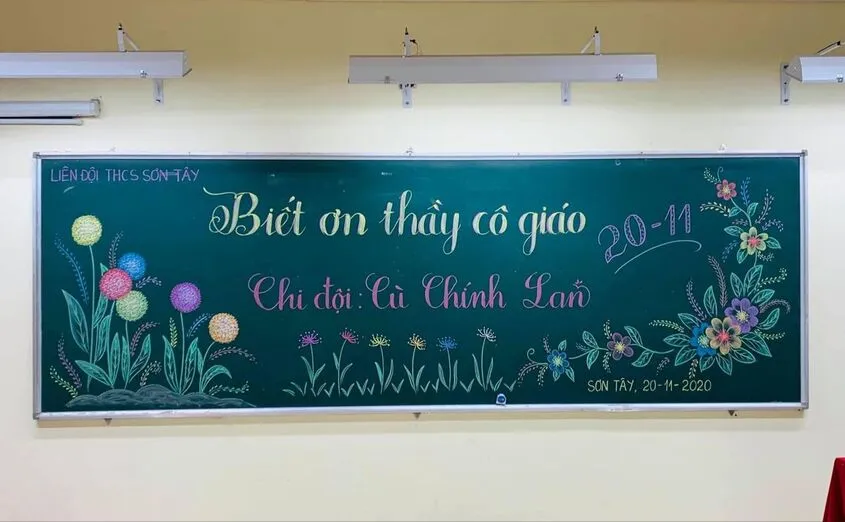 LIÊN ĐỘI THCS SƠN TÂY
Biết ơn thầy cô giáo
20-11
Chi đội: Cù Chính Lan
SƠN TÂY, 20-11-2020